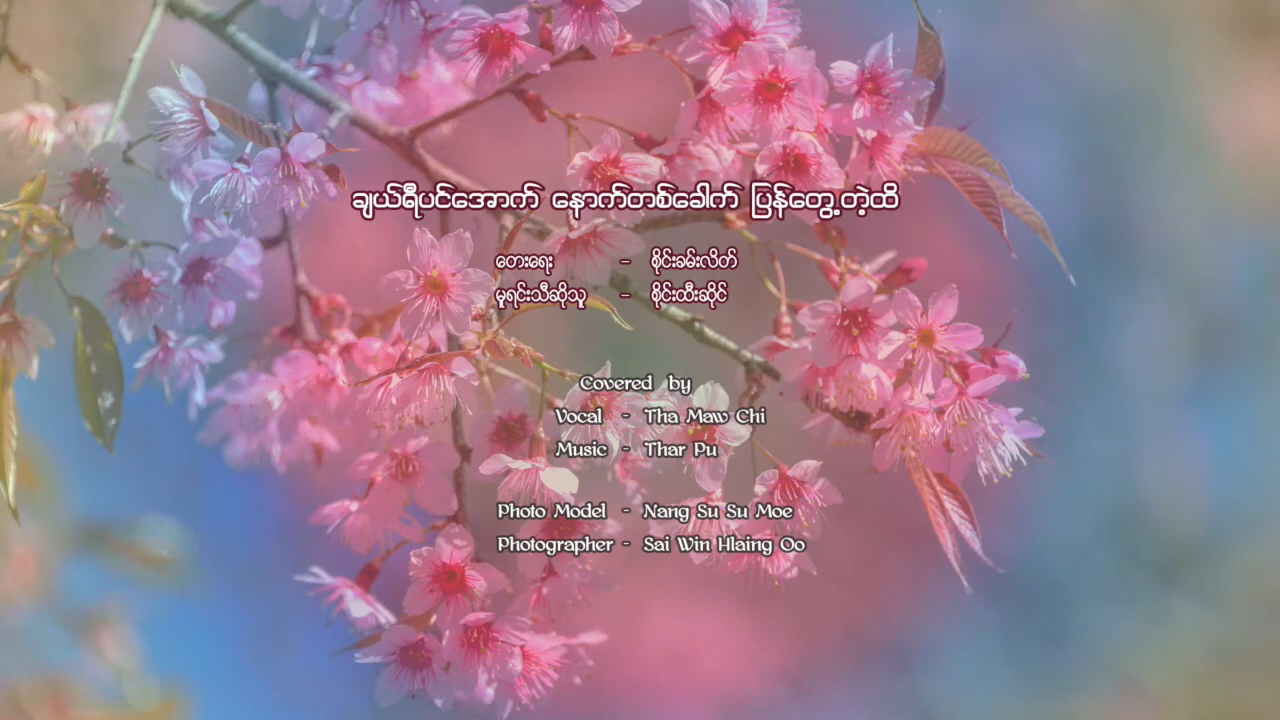 ချယ်ရီပင်အောက် နောက်တစ်ခေါက် ပြန်တွေ့တဲ့ထိ
တေးရေး - စိုင်းခမ်းလိတ်
မူရင်းသီဆိုသူ - စိုင်းထီးဆိုင်
Covered by
Vocal - Tha Maw Chi
Music - Thar Pu
Photo Model - Nang Su Su Moe
Photographer - Sai Win Hlaing Oo